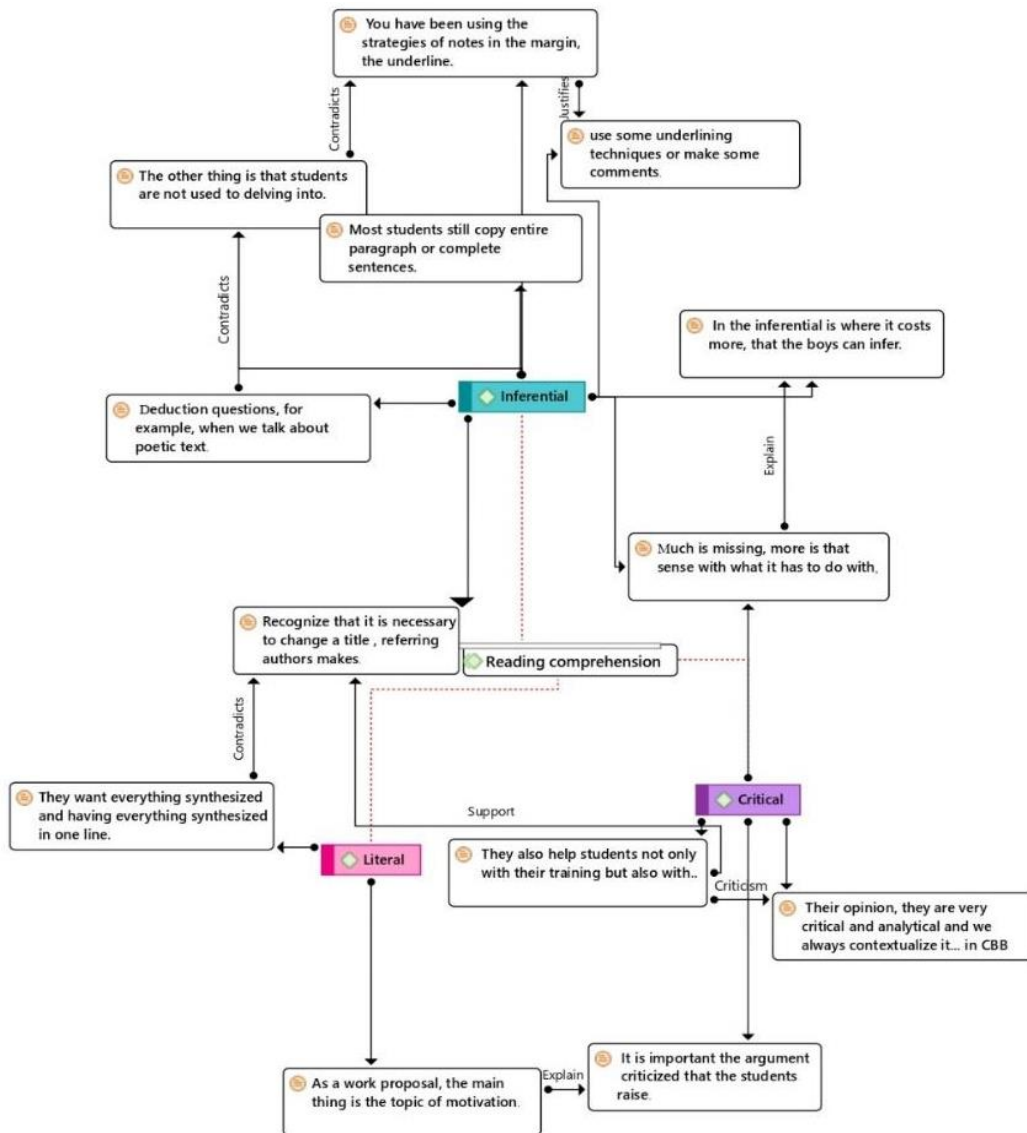 You have been using the
strategies of notes in the margin,
the underline.
Contradicts
Justifies
use some underlining
techniques or make some
comments.
The other thing is that students
are not used to delving into.
Most students still copy entire
paragraph or complete
sentences.
Contradicts
In the inferential is where it costs
more, that the boys can infer.
Inferential
Deduction questions, for
example, when we talk about
poetic text.
Explain
Much is missing, more is that
sense with what it has to do with,
Recognize that it is necessary
to change a title , referring
authors makes.
Reading comprehension
Contradicts
They want everything synthesized
and having everything synthesized
in one line.
Support
Critical
Literal
They also help students not only
with their training but also with..
Criticism
Their opinion, they are very
critical and analytical and we
always contextualize it... in CBB
It is important the argument
criticized that the students
raise.
As a work proposal, the main
thing is the topic of motivation.
Explain